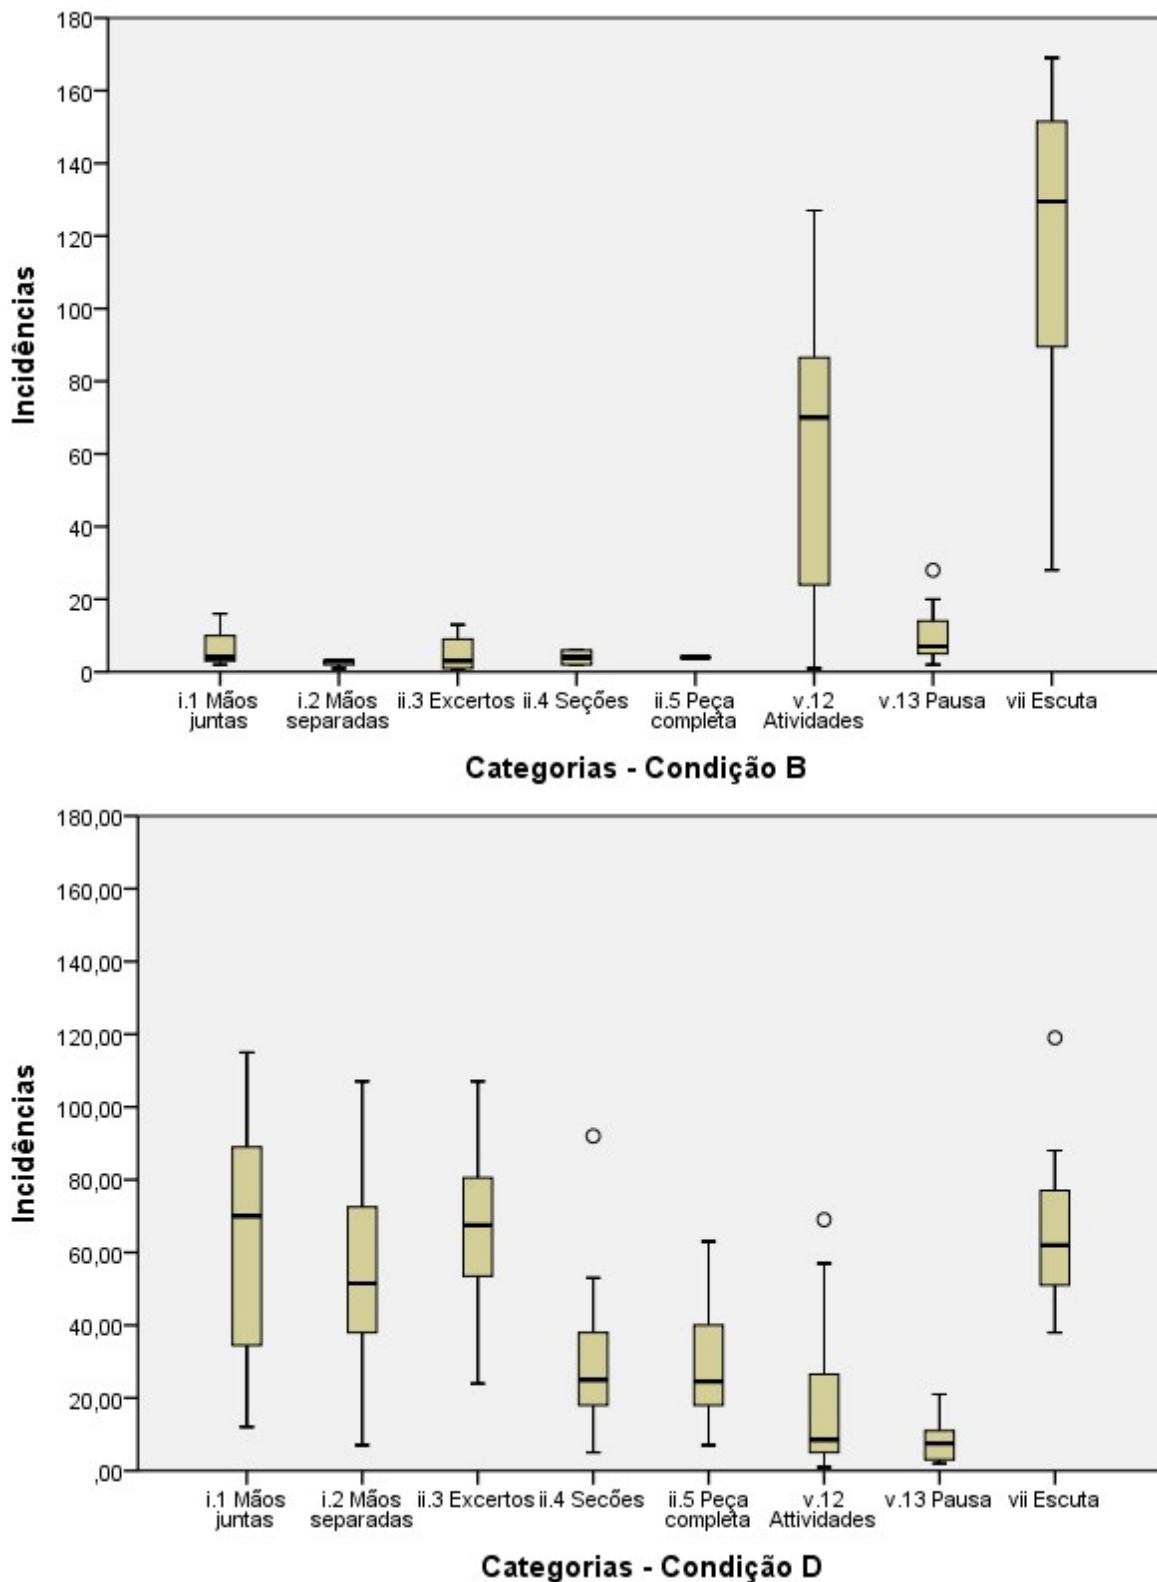 180
160
140
120
100
80
60
40
20
0
Incidências
i.1 Mãos juntas
i.2 Mãos separadas
ii.3 Excertos
ii.4 Seções
ii.5 Peça completa
v.12 Atividades
v.13 Pausa
vii Escuta
Categorias - Condição B
180,00
160,00
140,00
120,00
100,00
80,00
60,00
40,00
20,00
,00
Incidências
i.1 Mãos juntas
i.2 Mãos separadas
ii.3 Excertos
ii.4 Secões
ii.5 Peça completa
v.12 Attividades
v.13 Pausa
vii Escuta
Categorias - Condição D